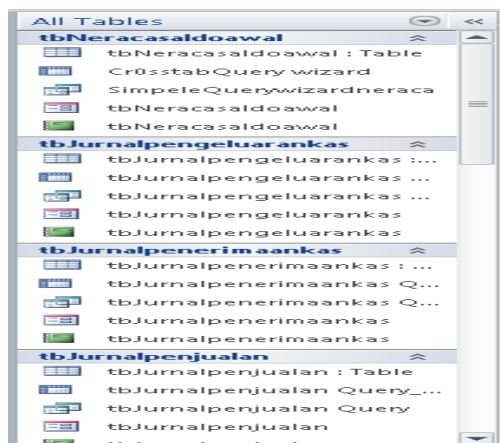 All Tables
tbNeracasaldoawal
tbNeracasaldoawal : Table
Cr0sstabQuery wizard
SimpeleQuerywizardneraca
tbNeracasaldoawal
tbNeracasaldoawal
tbJurnalpengeluarankas
tbJurnalpengeluarankas :...
tbJurnalpengeluarankas ...
tbJurnalpengeluarankas ...
tbJurnalpengeluarankas
tbJurnalpengeluarankas
tbJurnalpenerimaankas
tbJurnalpenerimaankas : ...
tbJurnalpenerimaankas Q...
tbJurnalpenerimaankas Q...
tbJurnalpenerimaankas
tbJurnalpenerimaankas
tbJurnalpenjualan
tbJurnalpenjualan : Table
tbJurnalpenjualan Query_...
tbJurnalpenjualan Query
tbJurnalpenjualan